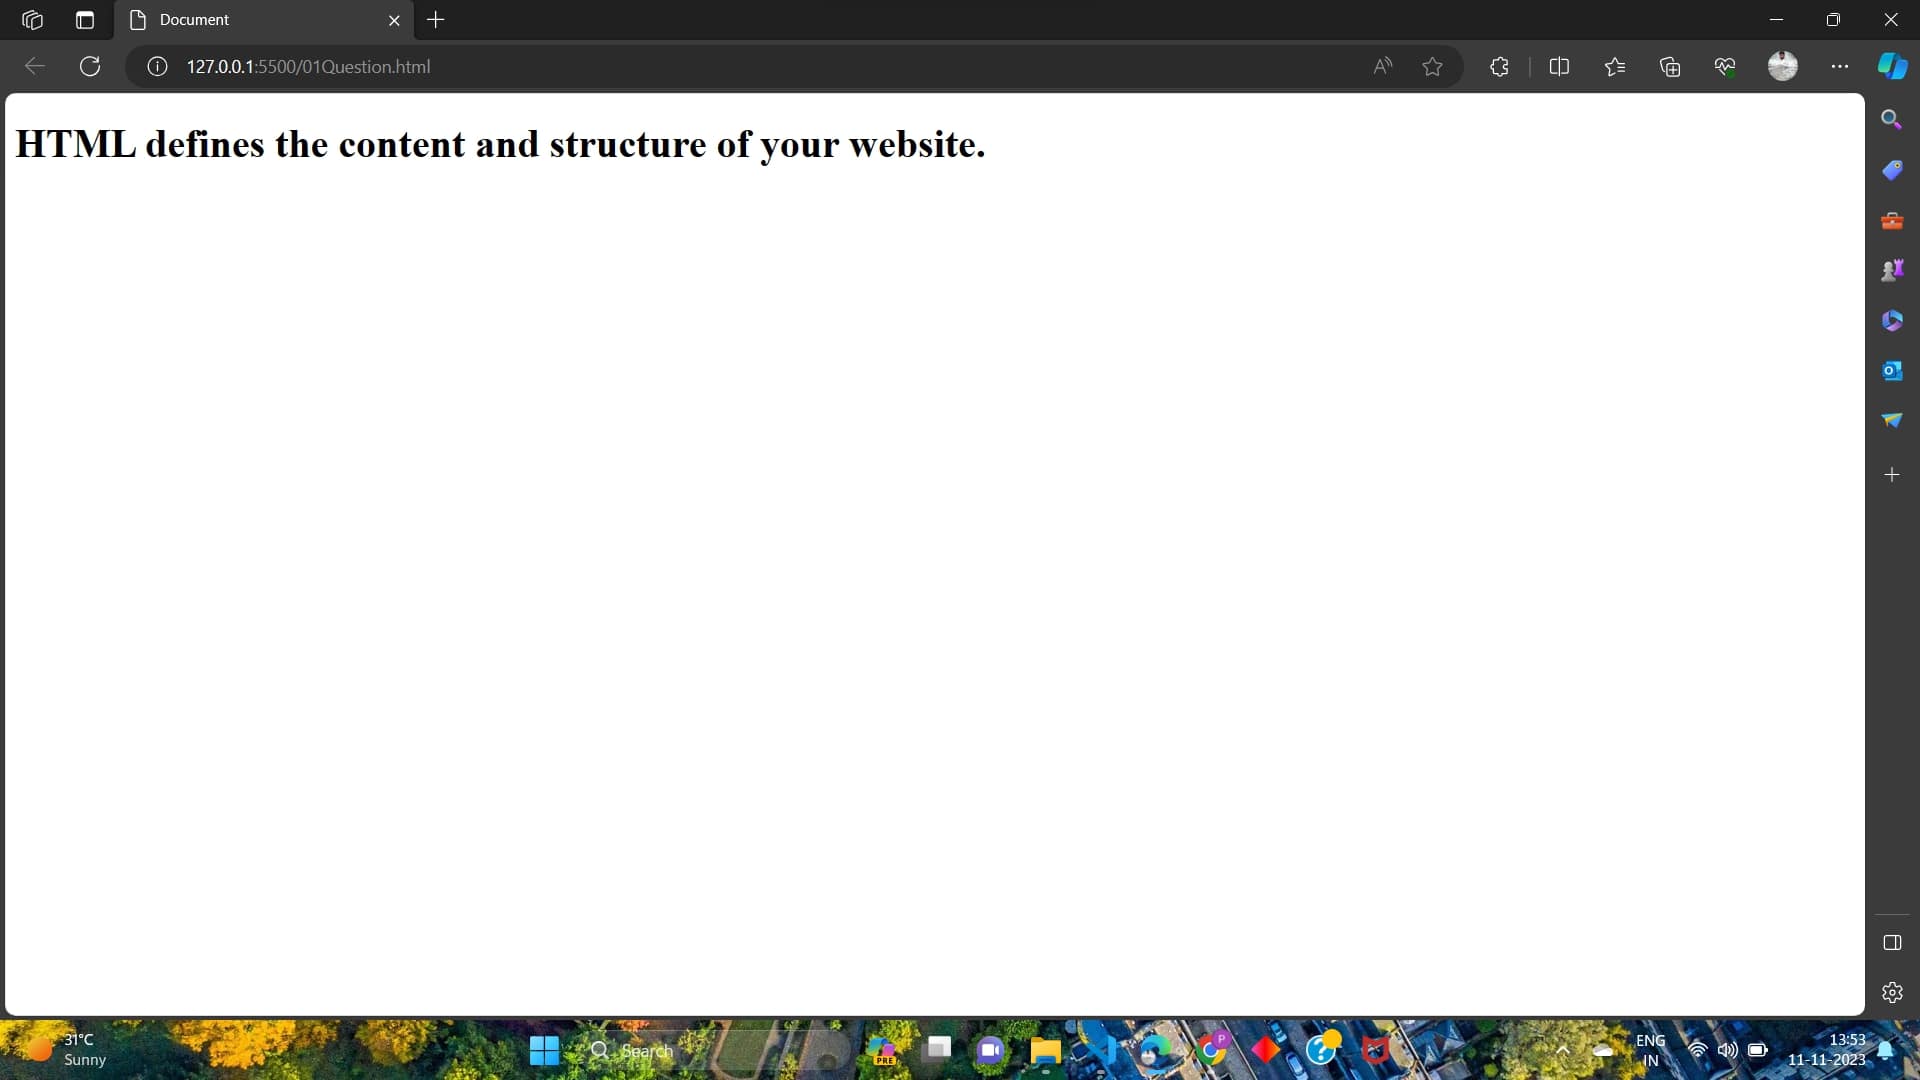 Document
127.0.0.1:5500/01Question.html
HTML defines the content and structure of your website.
31°C
Sunny
Search
PRE
P
ENG
IN
13:53
11-11-2023